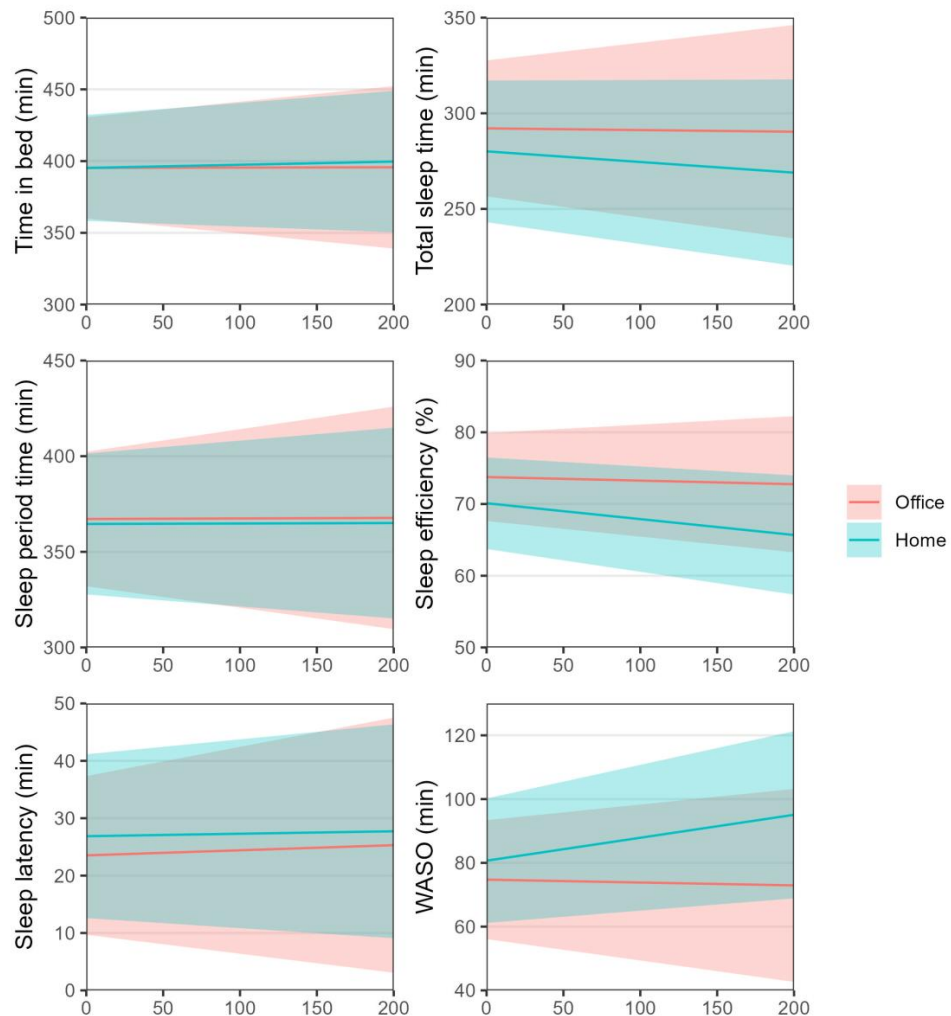 Time in bed (min)
500
450
400
350
300
0 50 100 150 200
Total sleep time (min)
350
300
250
200
0 50 100 150 200
Sleep period time (min)
450
400
350
300
0 50 100 150 200
Sleep efficiency (%)
90
80
70
60
50
0 50 100 150 200
Office
Home
Sleep latency (min)
50
40
30
20
10
0
0 50 100 150 200
WASO (min)
120
100
80
60
40
0 50 100 150 200